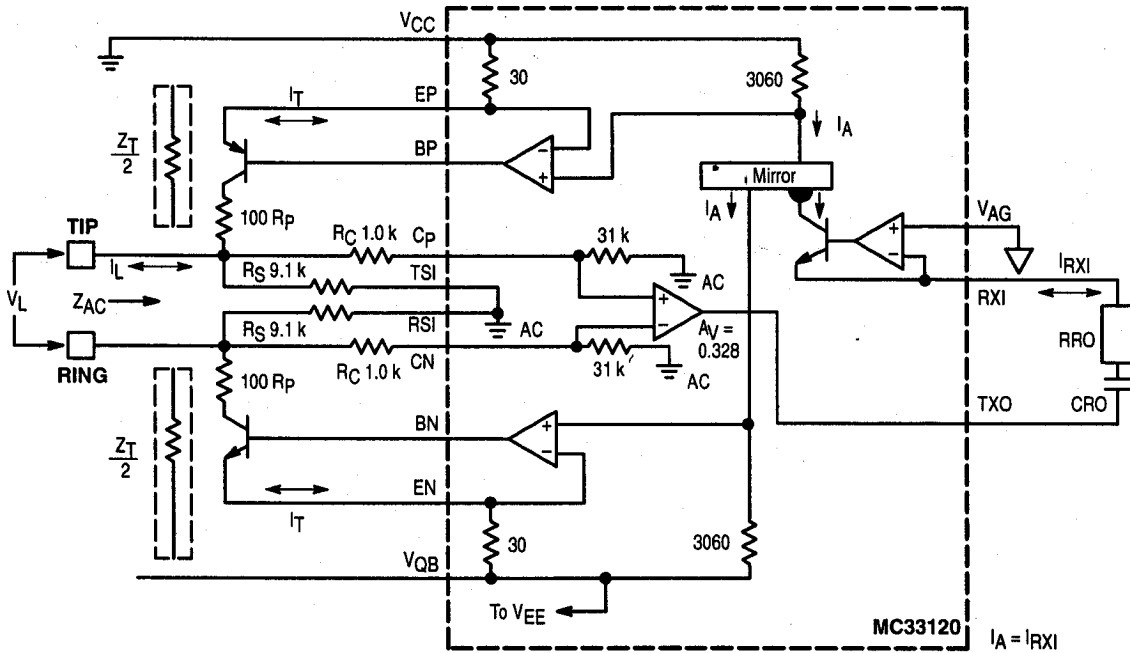 VCC
30
3060
EP
IT
IA
BP
ZT
2
Mirror
IA
VAG
100 RP
TIP
RC 1.0 k
CP
31 k
IRXI
IL
RS 9.1 k
TSI
AC
RXI
VL
ZAC
RSI
AC
AV =
0.328
RS 9.1 k
RING
RC 1.0 k
CN
31 k
AC
RRO
100 RP
TXO
CRO
BN
ZT
2
EN
IT
30
3060
VQB
To VEE
MC33120
IA = IRXI